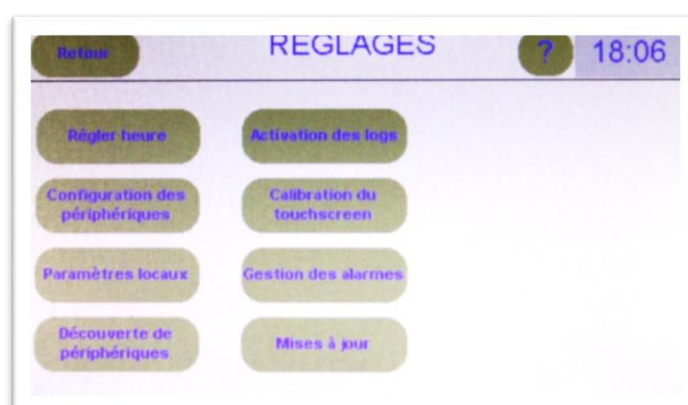 Retour
REGLAGES
?
18:06
Régler heure
Activation des logs
Configuration des
périphériques
Calibration du
touchscreen
Paramètres locaux
Gestion des alarmes
Découverte de
périphériques
Mises à jour